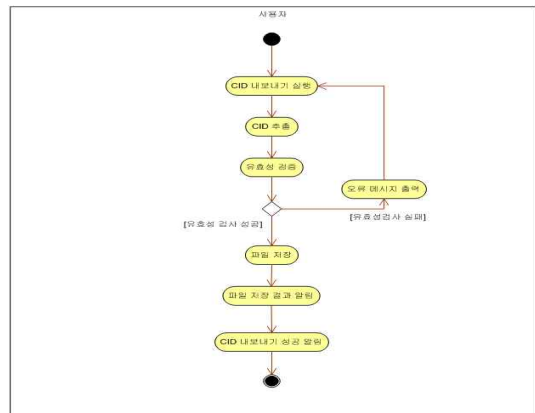 사용자
CID 내보내기 실행
CID 추출
유효성 검증
오류 메시지 출력
[유효성 검사 성공]
[유효성검사 실패]
파일 저장
파일 저장 결과 알림
CID 내보내기 성공 알림